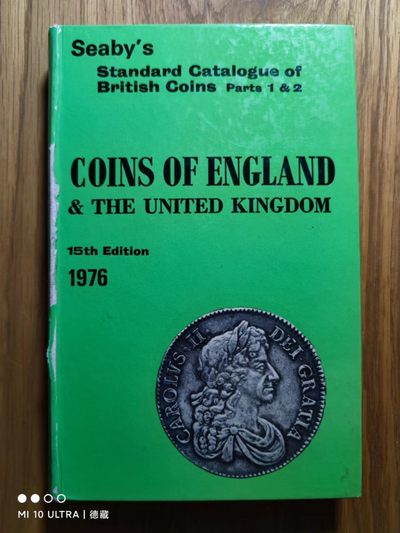 Seaby's
Standard Catalogue of
British Coins Parts 1 & 2
COINS OF ENGLAND
& THE UNITED KINGDOM
15th Edition
1976
CAROLVS II DEI GRATIA
MI 10 ULTRA | 德藏